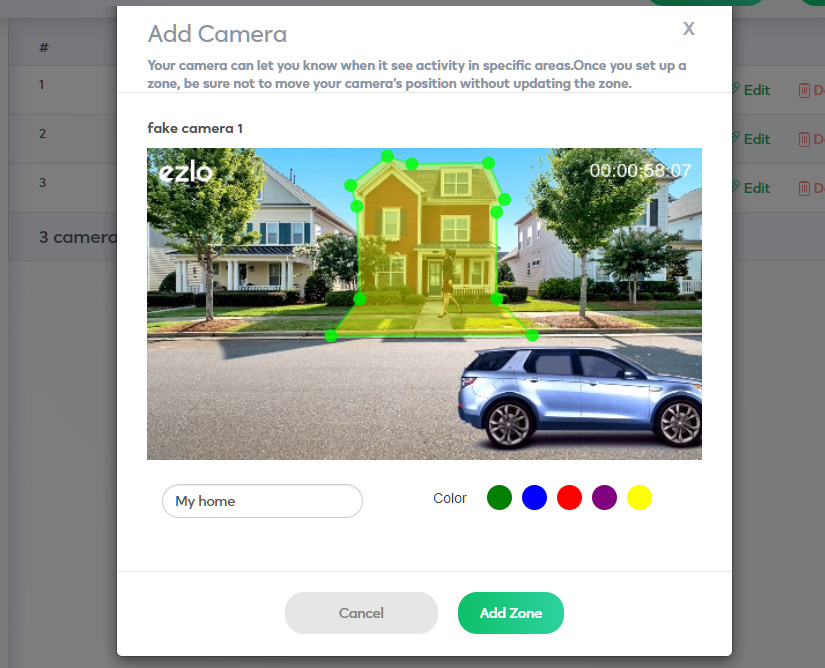 Add Camera
X
Your camera can let you know when it see activity in specific areas.Once you set up a
zone, be sure not to move your camera's position without updating the zone.
#
1 Edit
2 Edit
3 Edit
3 camera
fake camera 1
ezlo 00:00:58:07
My home
Color
Cancel Add Zone